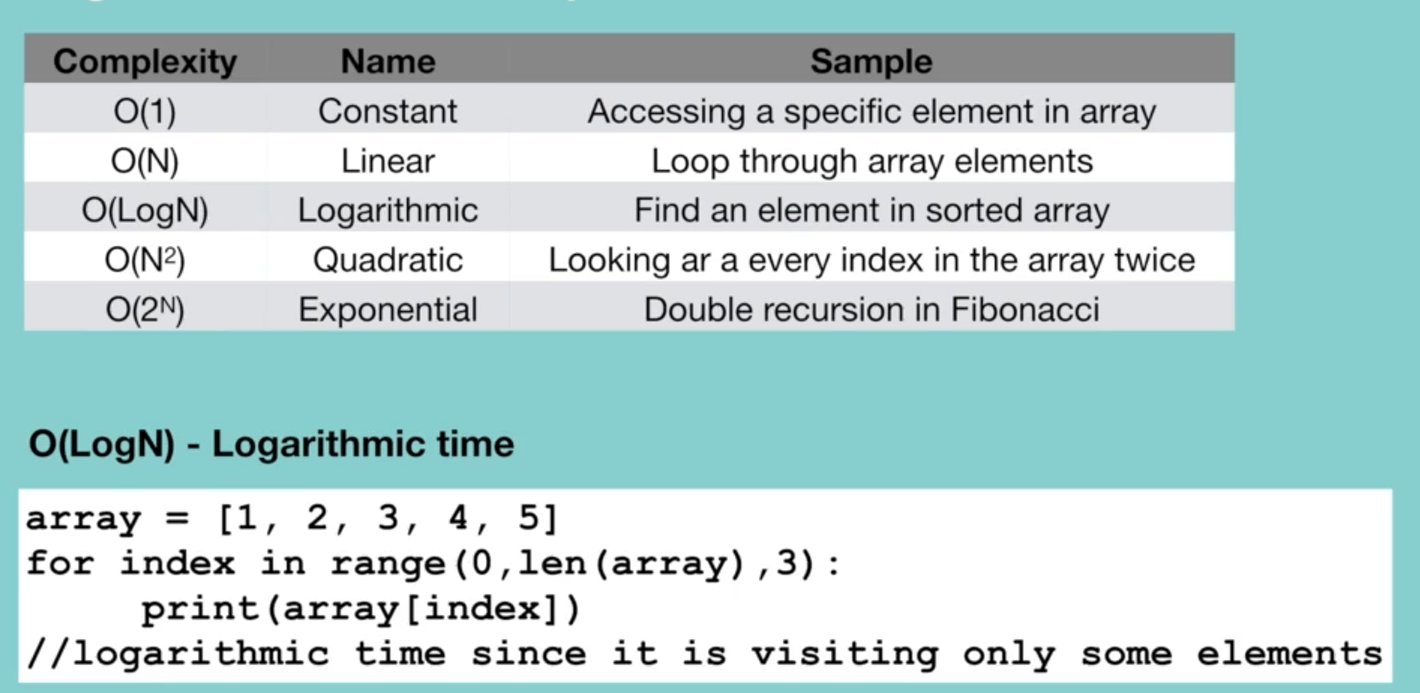 Complexity Name Sample
O(1) Constant Accessing a specific element in array
O(N) Linear Loop through array elements
O(LogN) Logarithmic Find an element in sorted array
O(N²) Quadratic Looking ar a every index in the array twice
O(2ᴺ) Exponential Double recursion in Fibonacci
O(LogN) - Logarithmic time
array = [1, 2, 3, 4, 5]
for index in range(0,len(array),3):
     print(array[index])
//logarithmic time since it is visiting only some elements